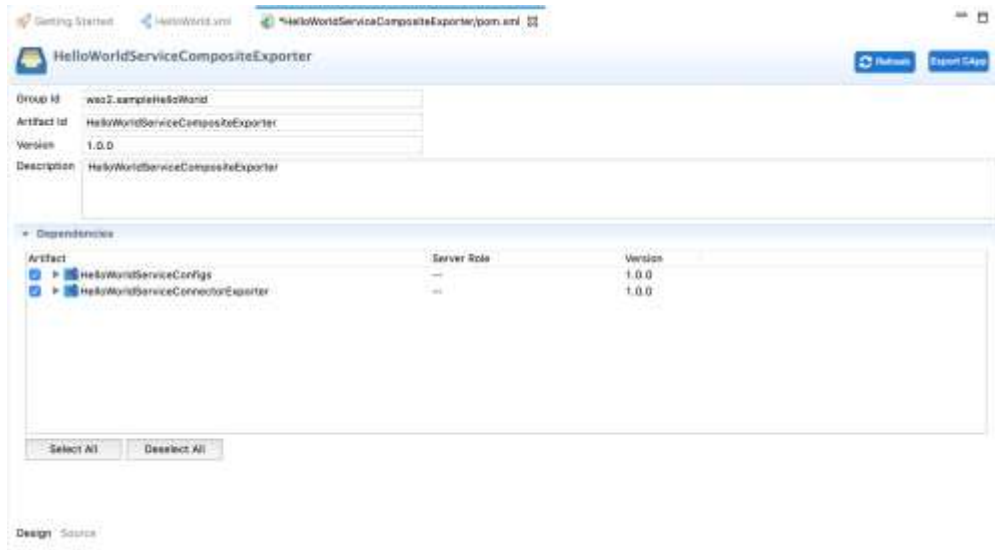 Getting Started HelloWorld.xml *HelloWorldServiceCompositeExporter/pom.xml
HelloWorldServiceCompositeExporter
Refresh Export CApp
Group Id wso2.sampleHelloWorld
Artifact Id HelloWorldServiceCompositeExporter
Version 1.0.0
Description HelloWorldServiceCompositeExporter
Dependencies
Artifact Server Role Version
HelloWorldServiceConfigs -- 1.0.0
HelloWorldServiceConnectorExporter -- 1.0.0
Select All Deselect All
Design Source